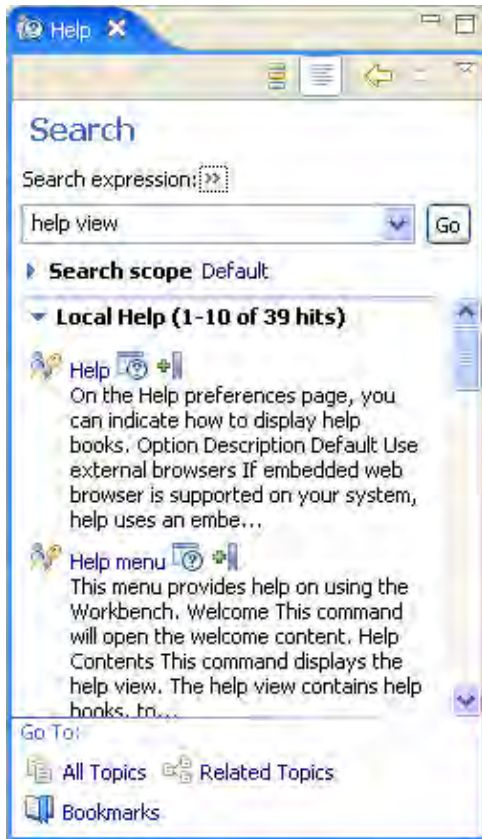 Help
Search
Search expression: >>
help view
Go
Search scope Default
Local Help (1-10 of 39 hits)
Help
On the Help preferences page, you
can indicate how to display help
books. Option Description Default Use
external browsers If embedded web
browser is supported on your system,
help uses an embe...
Help menu
This menu provides help on using the
Workbench. Welcome This command
will open the welcome content. Help
Contents This command displays the
help view. The help view contains help
books, to...
Go To:
All Topics Related Topics
Bookmarks